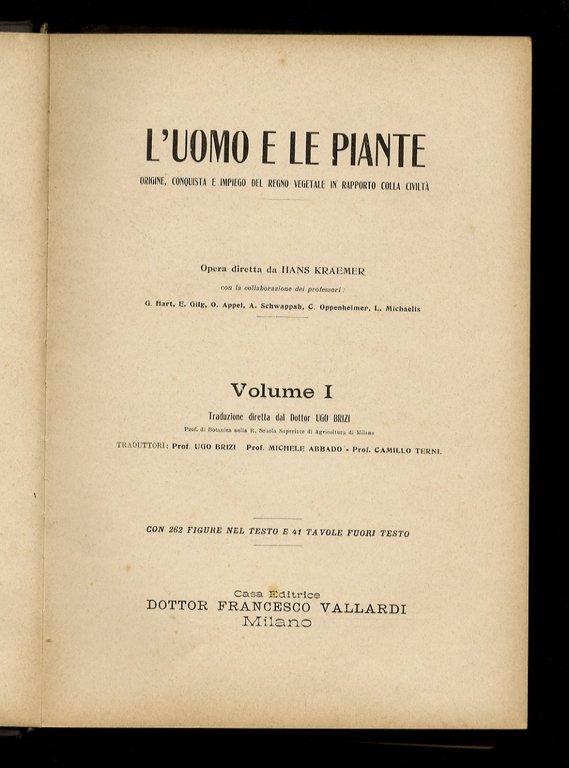 L'UOMO E LE PIANTE
ORIGINE, CONQUISTA E IMPIEGO DEL REGNO VEGETALE IN RAPPORTO COLLA CIVILTÀ
Opera diretta da HANS KRAEMER
con la collaborazione dei professori:
G. Hart, E. Gilg, O. Appel, A. Schwappah, C. Oppenheimer, L. Michaelis
Volume I
Traduzione diretta dal Dottor UGO BRIZI
Prof. di Botanica nella R. Scuola Superiore di Agricoltura di Milano
TRADUTTORI: Prof. UGO BRIZI Prof. MICHELE ABBADO - Prof. CAMILLO TERNI.
CON 262 FIGURE NEL TESTO E 41 TAVOLE FUORI TESTO
Casa Editrice
DOTTOR FRANCESCO VALLARDI
Milano